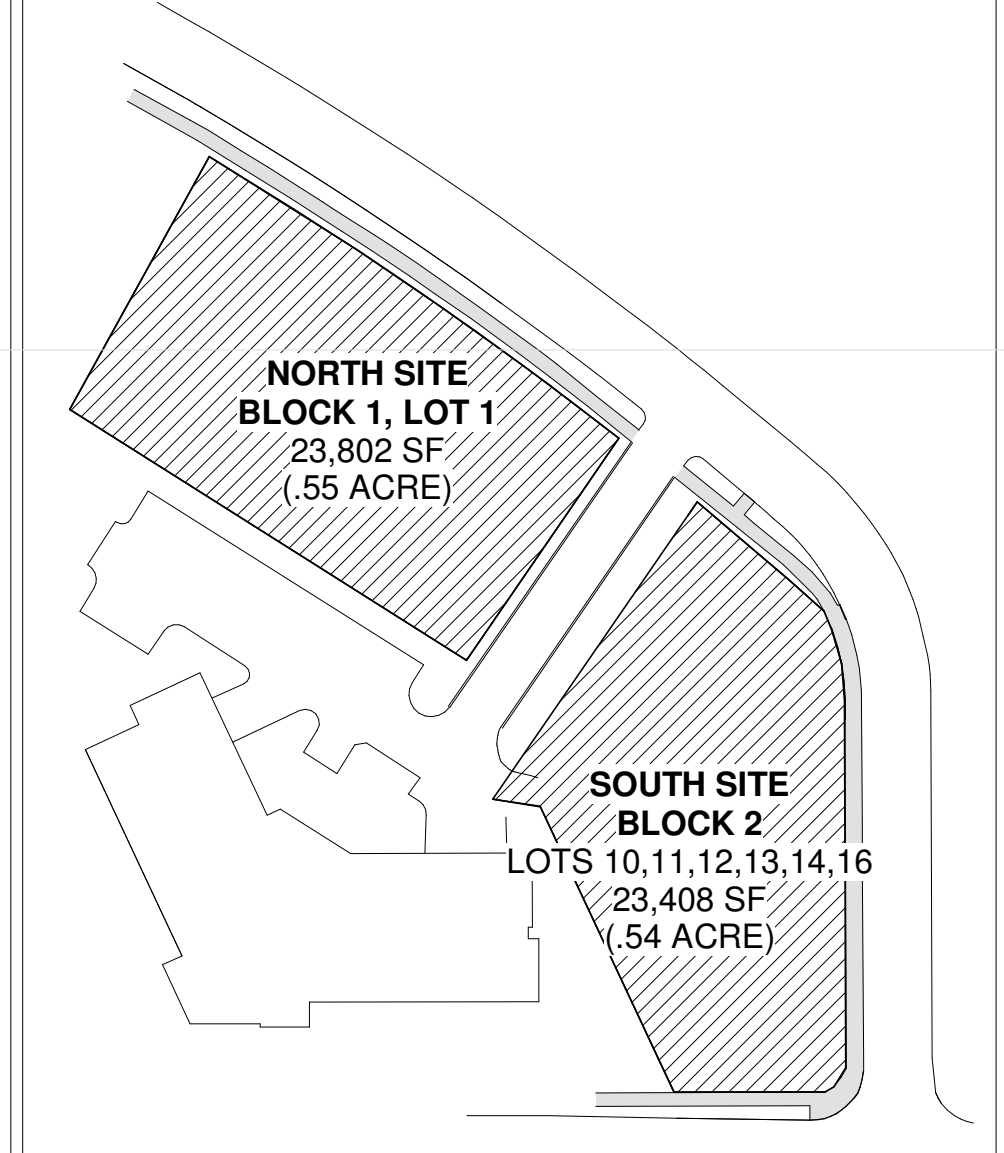 NORTH SITE
BLOCK 1, LOT 1
23,802 SF
(.55 ACRE)
SOUTH SITE
BLOCK 2
LOTS 10,11,12,13,14,16
23,408 SF
(.54 ACRE)